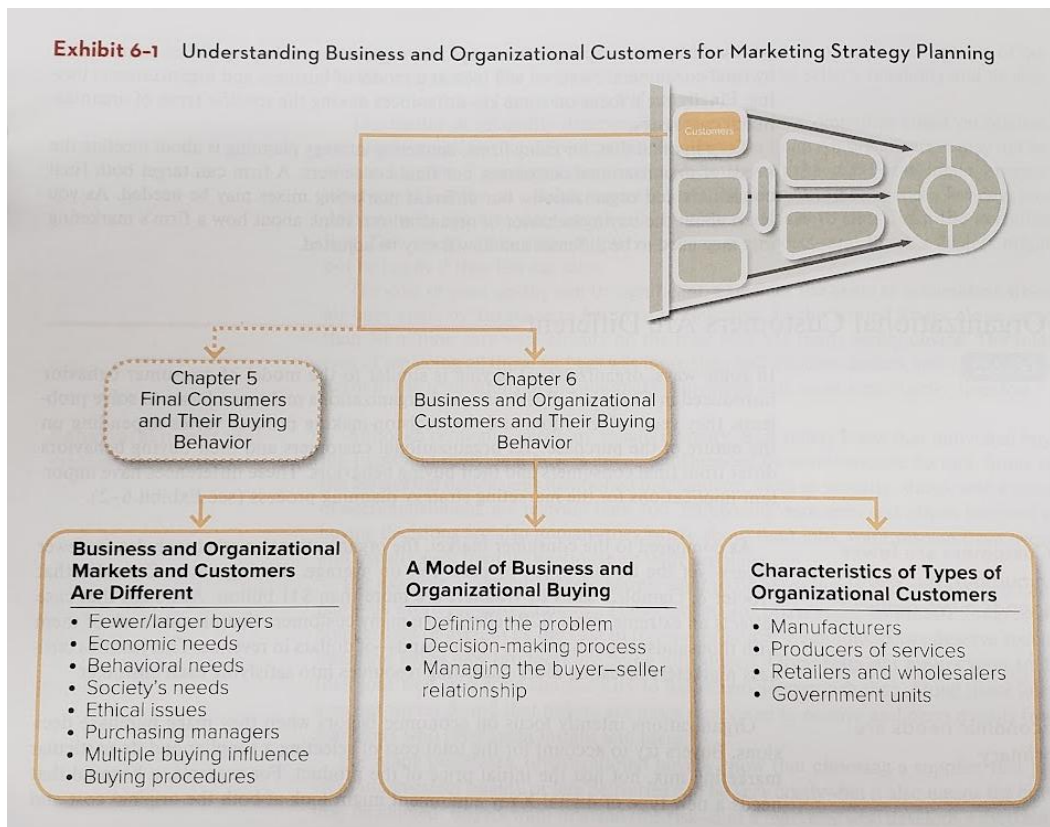 Exhibit 6–1 Understanding Business and Organizational Customers for Marketing Strategy Planning
Customers
Chapter 5
Final Consumers
and Their Buying
Behavior
Chapter 6
Business and Organizational
Customers and Their Buying
Behavior
Business and Organizational
Markets and Customers
Are Different
• Fewer/larger buyers
• Economic needs
• Behavioral needs
• Society's needs
• Ethical issues
• Purchasing managers
• Multiple buying influence
• Buying procedures
A Model of Business and
Organizational Buying
• Defining the problem
• Decision-making process
• Managing the buyer–seller
relationship
Characteristics of Types of
Organizational Customers
• Manufacturers
• Producers of services
• Retailers and wholesalers
• Government units